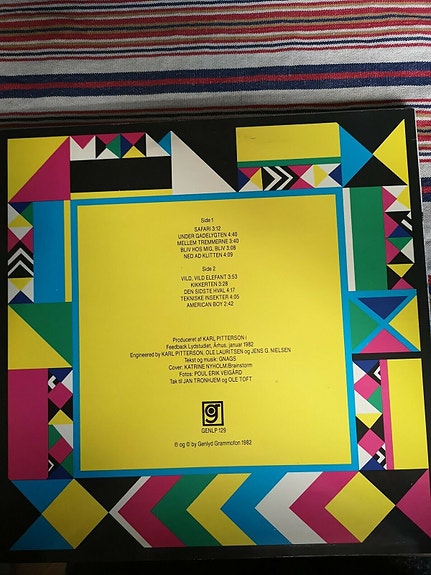 Side 1
SAFARI 3:12
UNDER GADELYGTEN 4:40
MELLEM TREMMERNE 3:40
BLIV HOS MIG, BLIV 3:08
NED AD KLITTEN 4:09
Side 2
VILD, VILD ELEFANT 3:53
KIKKERTEN 3:28
DEN SIDSTE HVAL 4:17
TEKNISKE INSEKTER 4:05
AMERICAN BOY 2:42
Produceret af KARL PITTERSON i
Feedback Lydstudiet, Århus, januar 1982
Engineered by KARL PITTERSON, OLE LAURITSEN og JENS G. NIELSEN
Tekst og musik: GNAGS
Cover: KATRINE NYHOLM/Brainstorm
Fotos: POUL ERIK VEIGÅRD
Tak til JAN TRONHJEM og OLE TOFT
g
GENLP 129
℗ og © by Genlyd Grammofon 1982